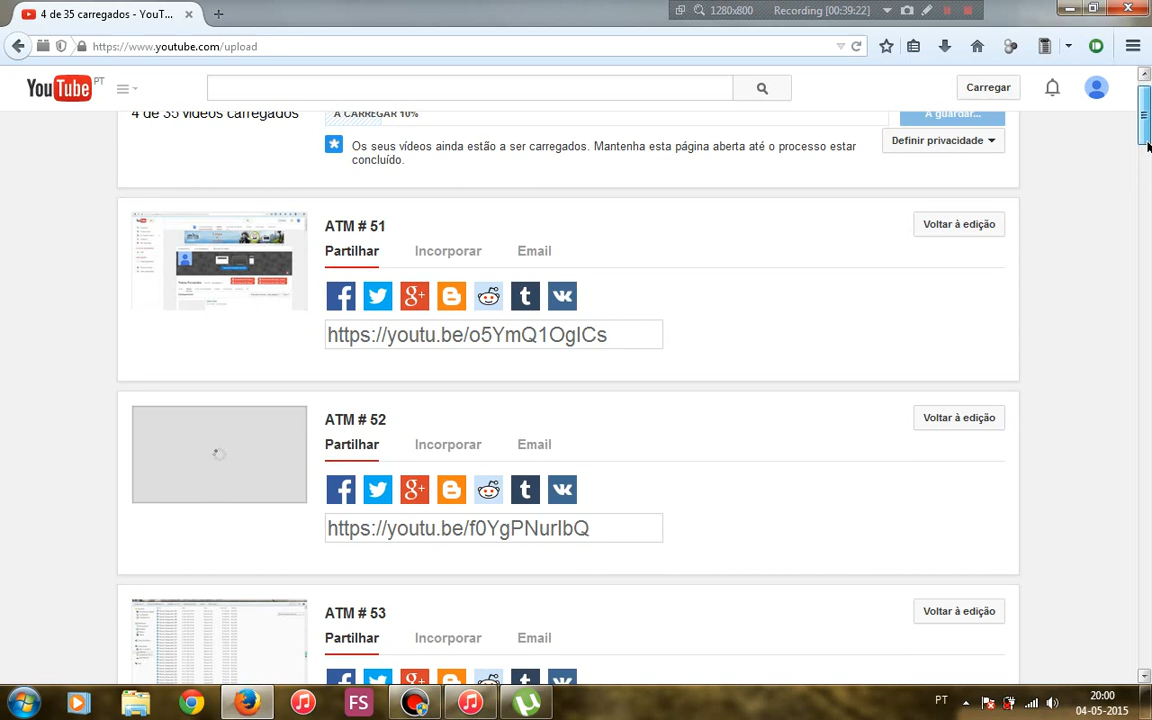 4 de 35 carregados - YouT...
1280x800
Recording [00:39:22]
https://www.youtube.com/upload
YouTube PT
Carregar
4 de 35 vídeos carregados
A CARREGAR 10%
A guardar...
Os seus vídeos ainda estão a ser carregados. Mantenha esta página aberta até o processo estar
concluído.
Definir privacidade
ATM # 51
Voltar à edição
Partilhar
Incorporar
Email
https://youtu.be/o5YmQ1OgICs
ATM # 52
Voltar à edição
Partilhar
Incorporar
Email
https://youtu.be/f0YgPNurIbQ
ATM # 53
Voltar à edição
Partilhar
Incorporar
Email
FS
PT
20:00
04-05-2015